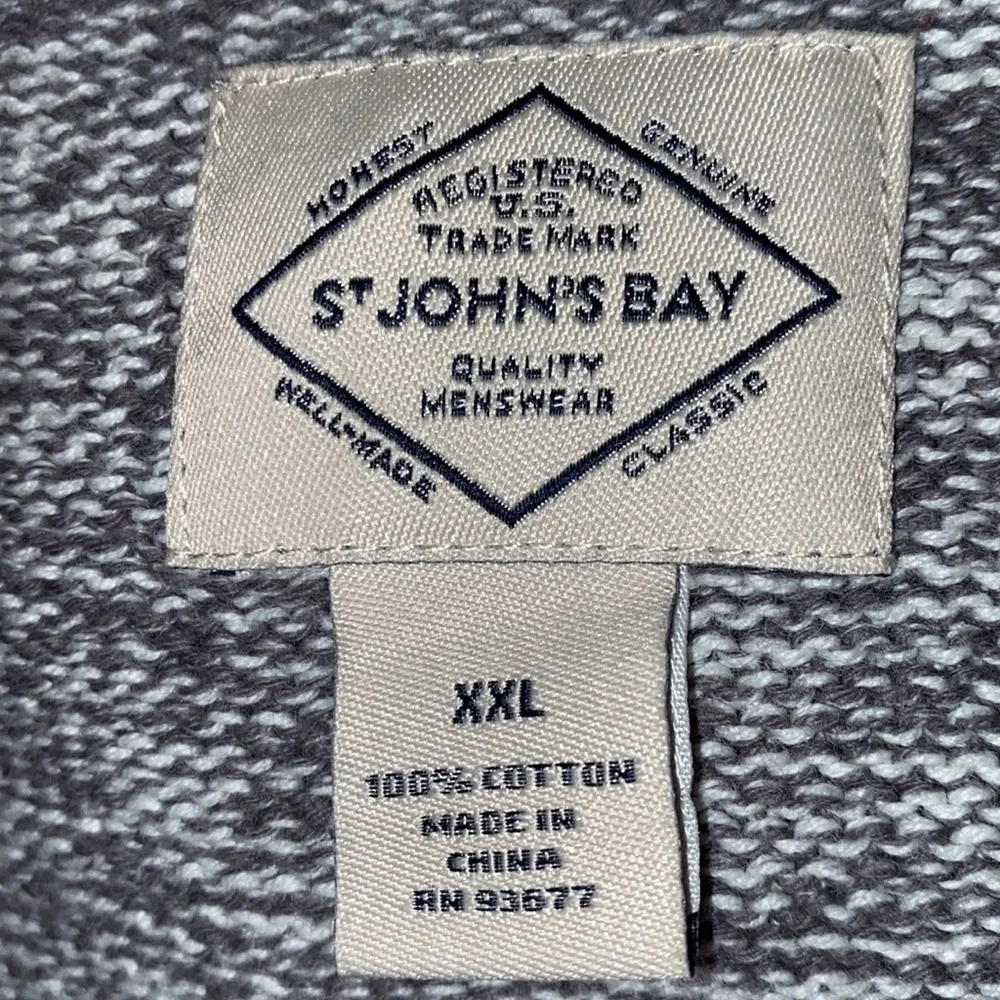 HONEST
GENUINE
REGISTERED
U.S.
TRADE MARK
ST JOHN'S BAY
QUALITY
MENSWEAR
WELL-MADE
CLASSIC
XXL
100% COTTON
MADE IN
CHINA
RN 93677